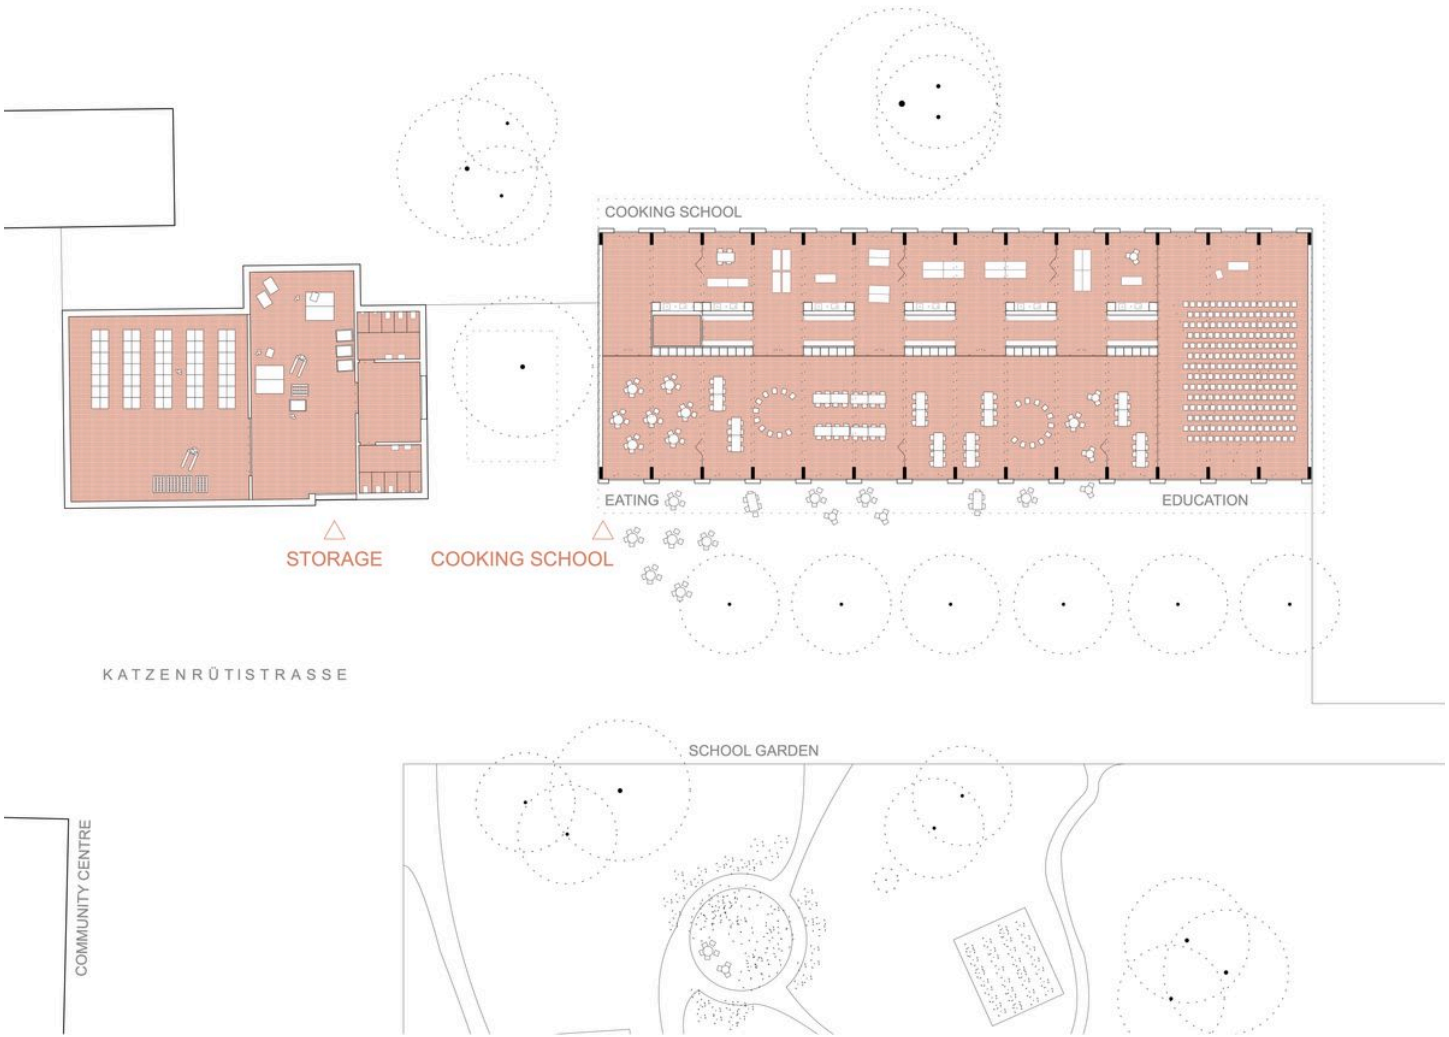 COOKING SCHOOL
EATING
EDUCATION
STORAGE
COOKING SCHOOL
KATZENRÜTISTRASSE
SCHOOL GARDEN
COMMUNITY CENTRE